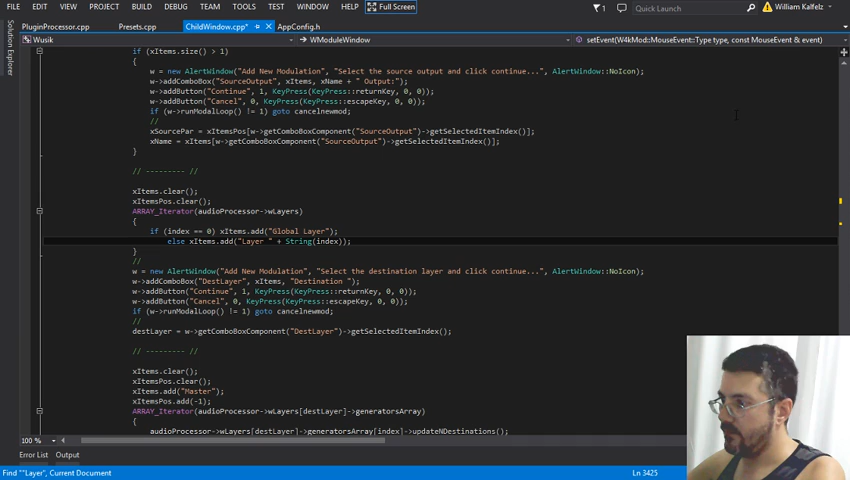 FILE EDIT VIEW PROJECT BUILD DEBUG TEAM TOOLS TEST ANALYZE WINDOW HELP Full Screen 1 Quick Launch William Kalfelz
PluginProcessor.cpp Presets.cpp ChildWindow.cpp* AppConfig.h
Solution Explorer
Wusik WModuleWindow setEvent(W4kMod::MouseEvent::Type type, const MouseEvent & event)
if (xItems.size() > 1)
{
w = new AlertWindow("Add New Modulation", "Select the source output and click continue...", AlertWindow::NoIcon);
w->addComboBox("SourceOutput", xItems, xName + " Output:");
w->addButton("Continue", 1, KeyPress(KeyPress::returnKey, 0, 0));
w->addButton("Cancel", 0, KeyPress(KeyPress::escapeKey, 0, 0));
if (w->runModalLoop() != 1) goto cancelnewmod;
//
xSourcePar = xItemsPos[w->getComboBoxComponent("SourceOutput")->getSelectedItemIndex()];
xName = xItems[w->getComboBoxComponent("SourceOutput")->getSelectedItemIndex()];
}
// --------- //
xItems.clear();
xItemsPos.clear();
ARRAY_Iterator(audioProcessor->wLayers)
{
if (index == 0) xItems.add("Global Layer");
else xItems.add("Layer " + String(index));
}
//
w = new AlertWindow("Add New Modulation", "Select the destination layer and click continue...", AlertWindow::NoIcon);
w->addComboBox("DestLayer", xItems, "Destination ");
w->addButton("Continue", 1, KeyPress(KeyPress::returnKey, 0, 0));
w->addButton("Cancel", 0, KeyPress(KeyPress::escapeKey, 0, 0));
if (w->runModalLoop() != 1) goto cancelnewmod;
//
destLayer = w->getComboBoxComponent("DestLayer")->getSelectedItemIndex();
// --------- //
xItems.clear();
xItemsPos.clear();
xItems.add("Master");
xItemsPos.add(-1);
ARRAY_Iterator(audioProcessor->wLayers[destLayer]->generatorsArray)
{
audioProcessor->wLayers[destLayer]->generatorsArray[index]->updateNDestinations();
100 %
Error List Output
Find ""Layer", Current Document Ln 3425